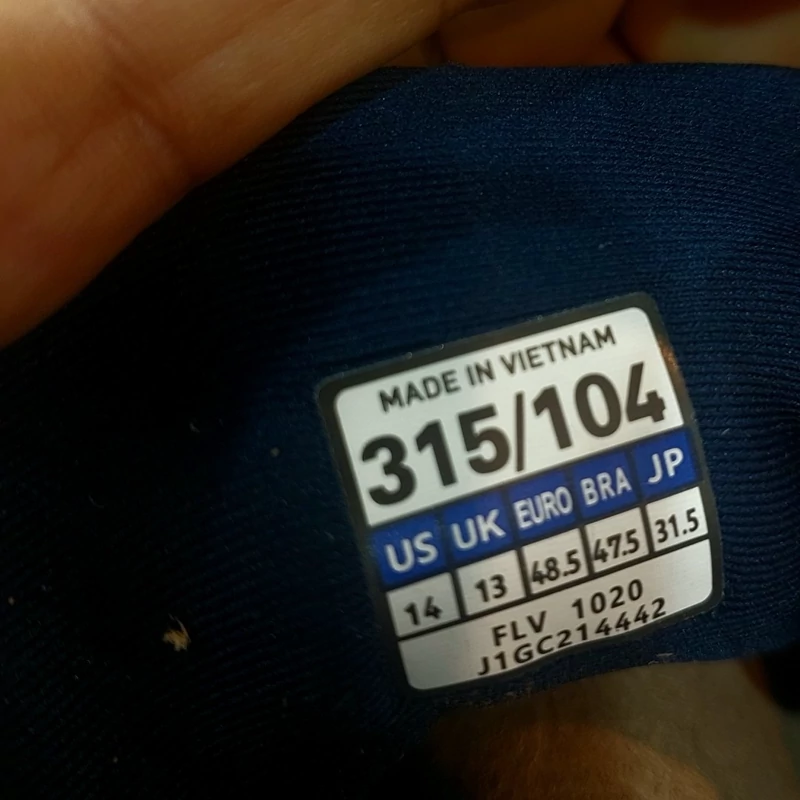 MADE IN VIETNAM
315/104
US UK EURO BRA JP
14 13 48.5 47.5 31.5
FLV 1020
J1GC214442